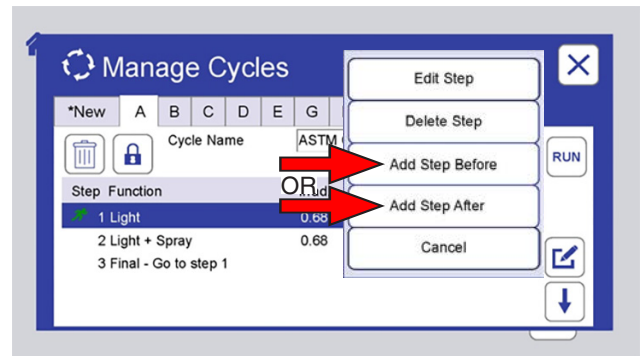 Manage Cycles
*New A B C D E G
Cycle Name ASTM
RUN
Step Function
OR
1 Light 0.68
2 Light + Spray 0.68
3 Final - Go to step 1
Edit Step
Delete Step
Add Step Before
Add Step After
Cancel